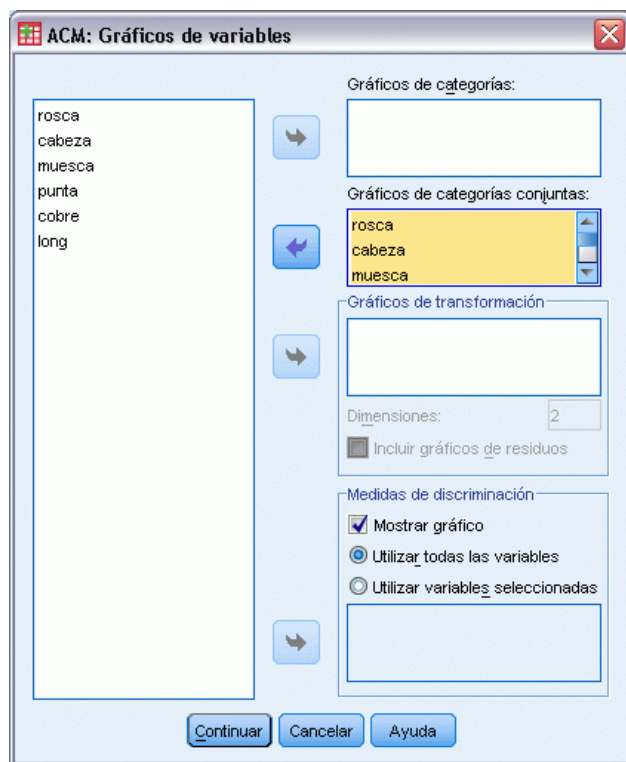 ACM: Gráficos de variables
rosca
cabeza
muesca
punta
cobre
long
Gráficos de categorías:
Gráficos de categorías conjuntas:
rosca
cabeza
muesca
Gráficos de transformación
Dimensiones: 2
Incluir gráficos de residuos
Medidas de discriminación
Mostrar gráfico
Utilizar todas las variables
Utilizar variables seleccionadas
Continuar Cancelar Ayuda